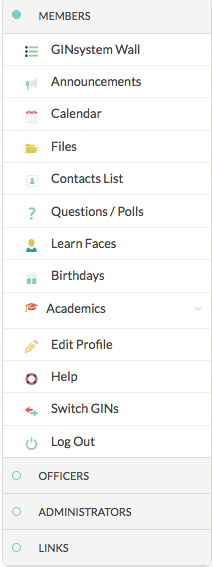 MEMBERS
GINsystem Wall
Announcements
Calendar
Files
Contacts List
Questions / Polls
Learn Faces
Birthdays
Academics
Edit Profile
Help
Switch GINs
Log Out
OFFICERS
ADMINISTRATORS
LINKS